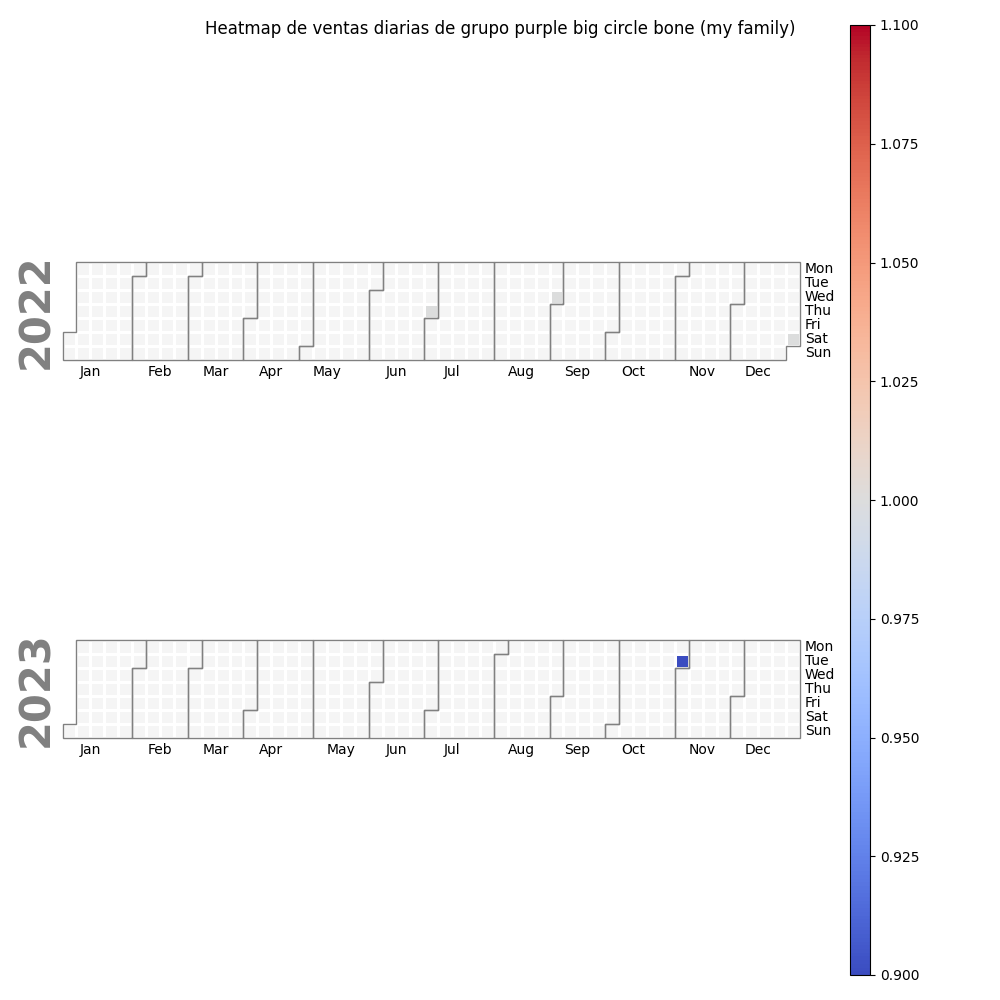 Heatmap de ventas diarias de grupo purple big circle bone (my family)
2022
Mon
Tue
Wed
Thu
Fri
Sat
Sun
Jan Feb Mar Apr May Jun Jul Aug Sep Oct Nov Dec
2023
Mon
Tue
Wed
Thu
Fri
Sat
Sun
Jan Feb Mar Apr May Jun Jul Aug Sep Oct Nov Dec
1.100
1.075
1.050
1.025
1.000
0.975
0.950
0.925
0.900